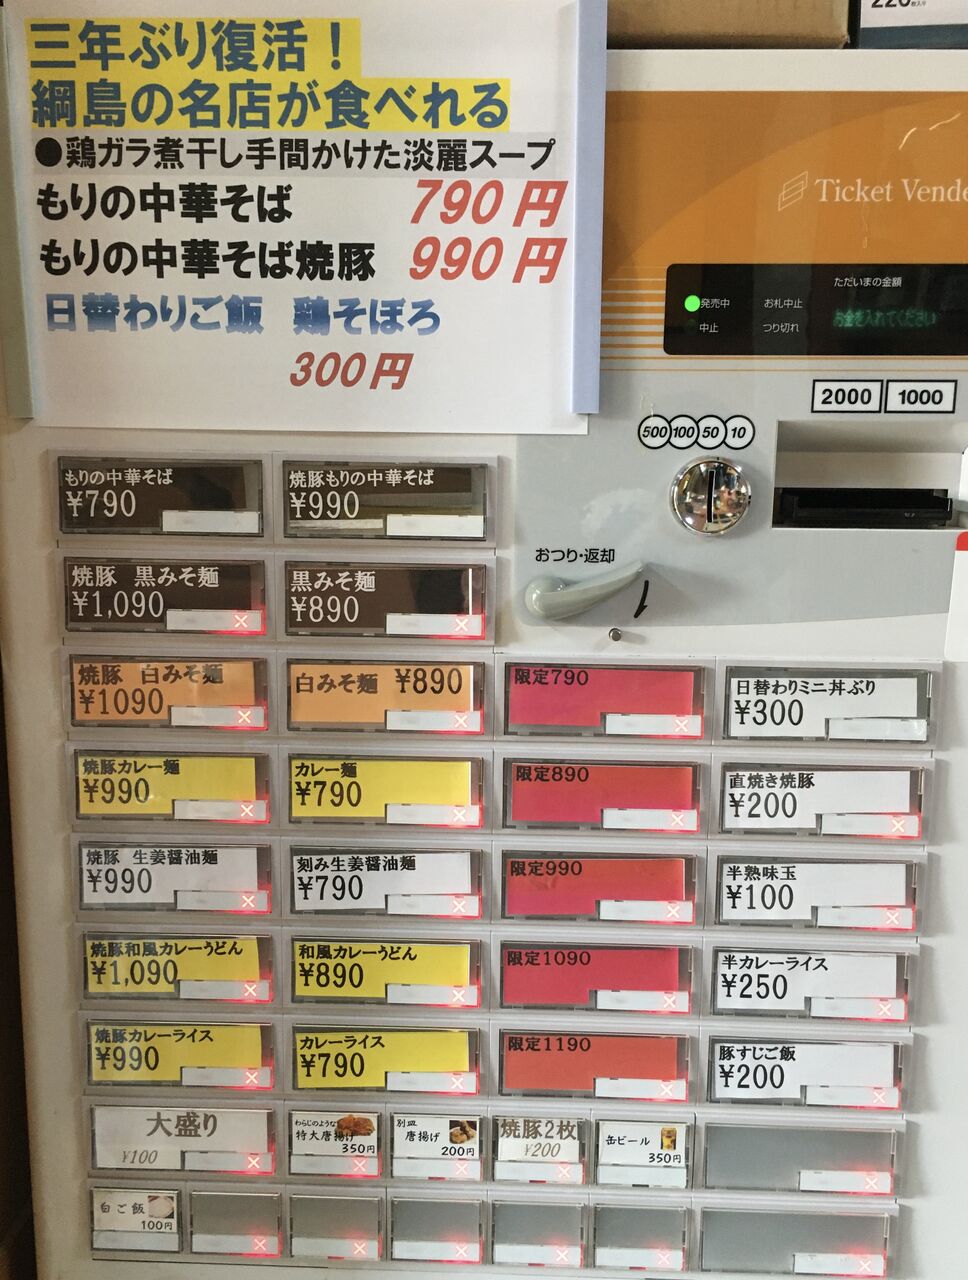 三年ぶり復活！
綱島の名店が食べれる
●鶏ガラ煮干し手間かけた淡麗スープ
もりの中華そば 790円
もりの中華そば焼豚 990円
日替わりご飯 鶏そぼろ
300円
Ticket Vende
ただいまの金額
発売中 お札中止
お金を入れてください
中止 つり切れ
2000 1000
500 100 50 10
おつり・返却
もりの中華そば
¥790
焼豚もりの中華そば
¥990
焼豚 黒みそ麺
¥1,090
黒みそ麺
¥890
焼豚 白みそ麺
¥1090
白みそ麺 ¥890
限定790
日替わりミニ丼ぶり
¥300
焼豚カレー麺
¥990
カレー麺
¥790
限定890
直焼き焼豚
¥200
焼豚 生姜醤油麺
¥990
刻み生姜醤油麺
¥790
限定990
半熟味玉
¥100
焼豚和風カレーうどん
¥1,090
和風カレーうどん
¥890
限定1090
半カレーライス
¥250
焼豚カレーライス
¥990
カレーライス
¥790
限定1190
豚すじご飯
¥200
大盛り
¥100
わらじのような
特大唐揚げ
350円
別皿
唐揚げ
200円
焼豚2枚
¥200
缶ビール
350円
白ご飯
100円